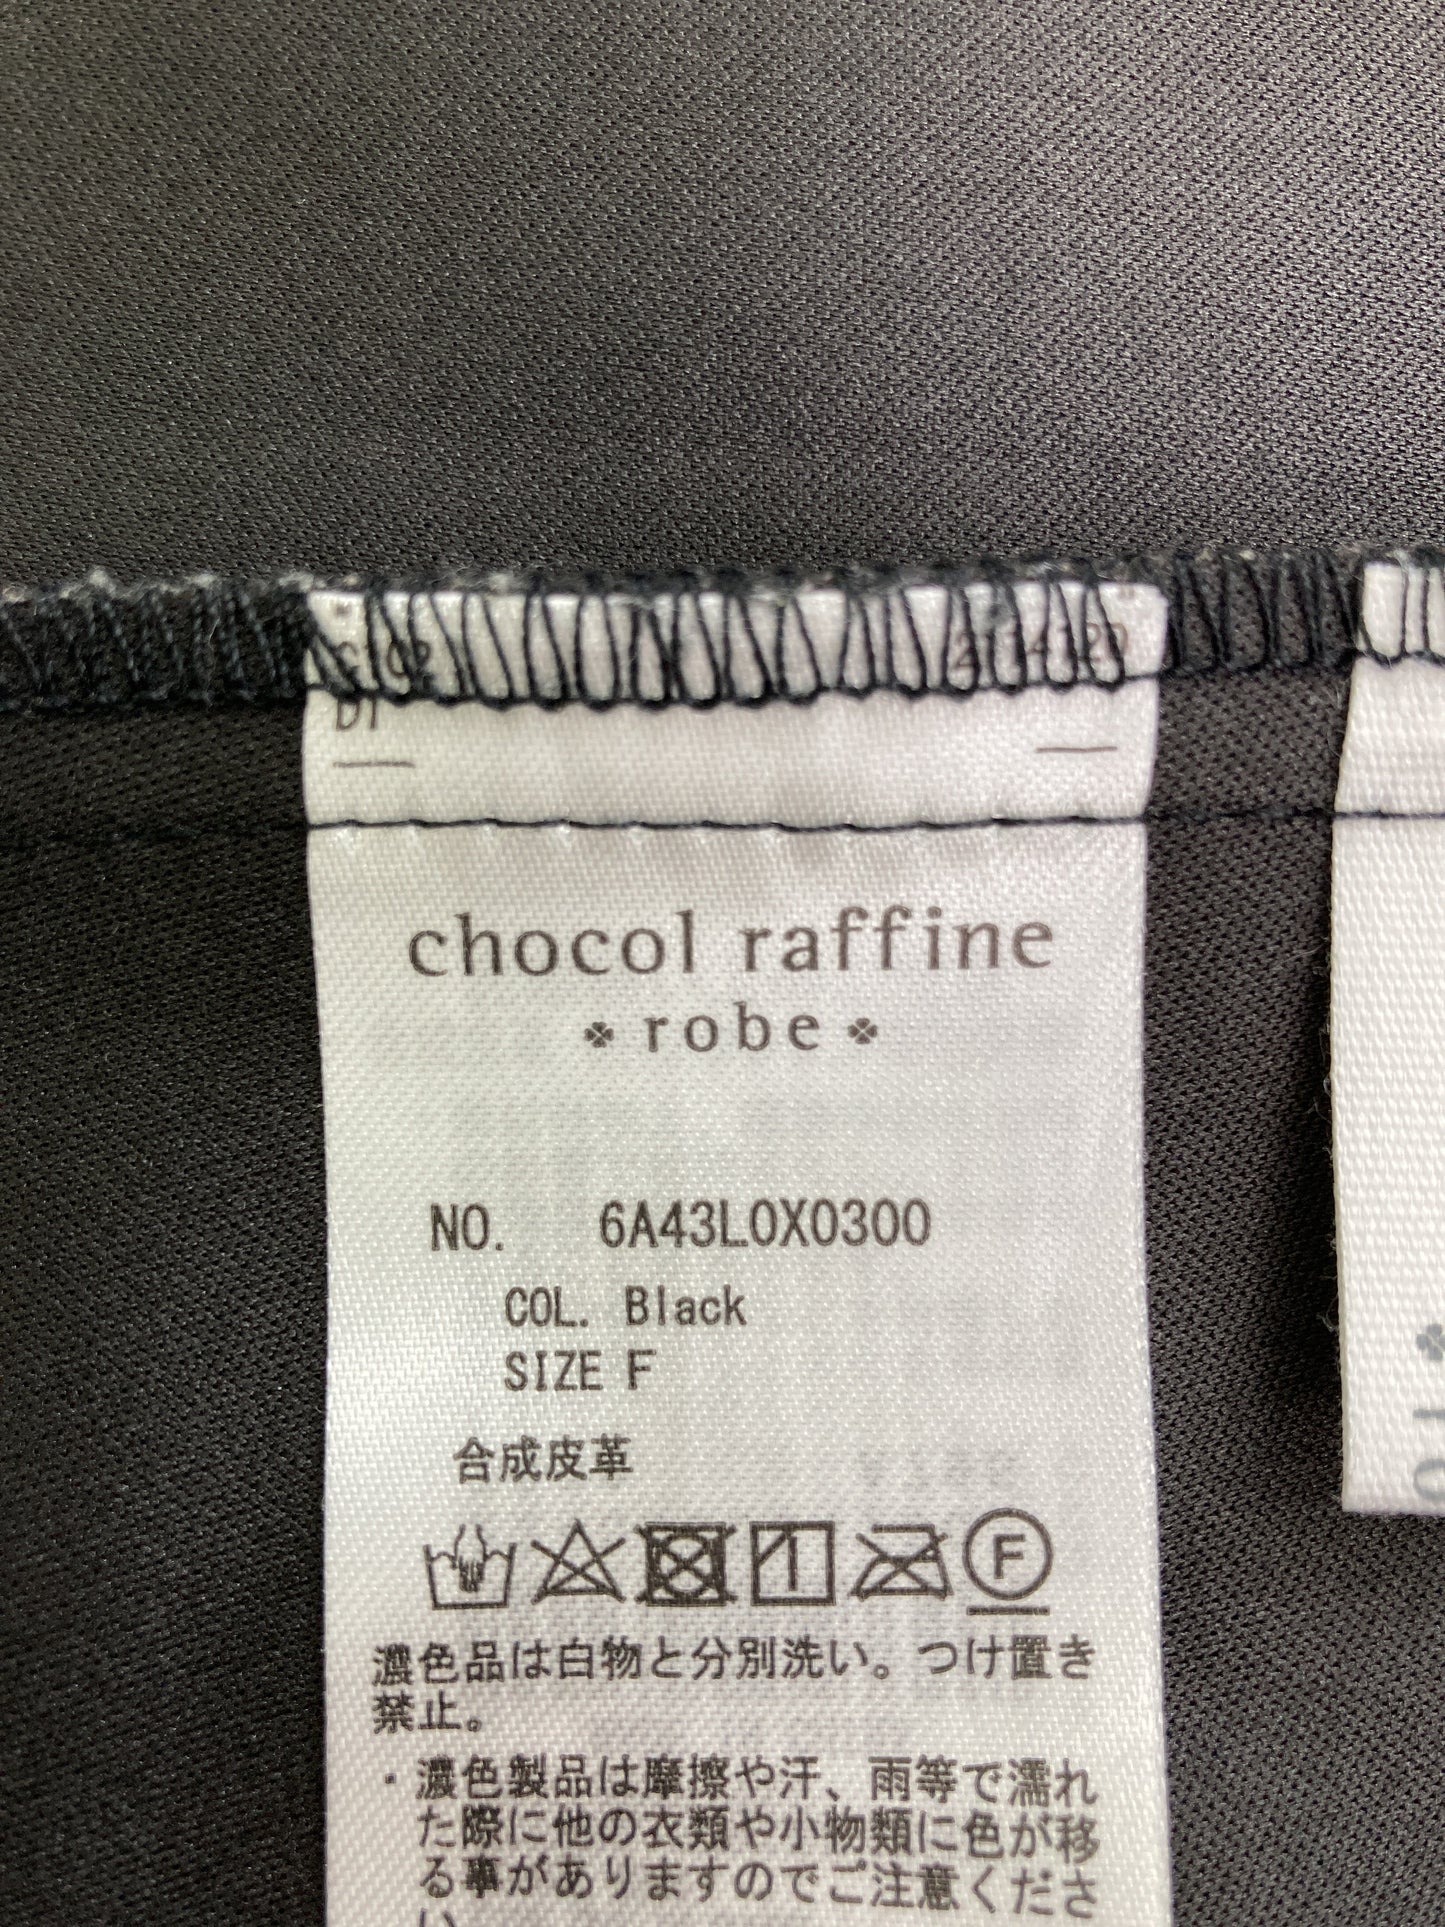 chocol raffine
robe
NO. 6A43L0X0300
COL. Black
SIZE F
合成皮革
F
濃色品は白物と分別洗い。つけ置き
禁止。
・濃色製品は摩擦や汗、雨等で濡れ
た際に他の衣類や小物類に色が移
る事がありますのでご注意くださ